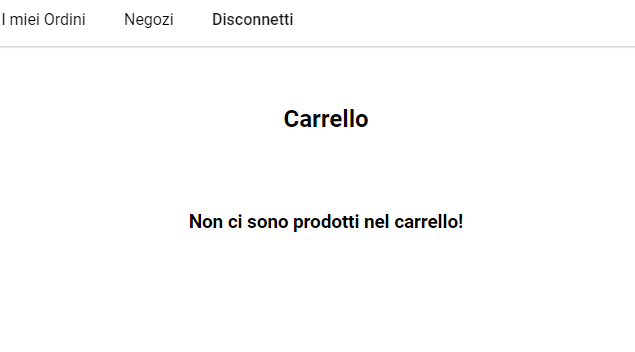 I miei Ordini Negozi Disconnetti
Carrello
Non ci sono prodotti nel carrello!